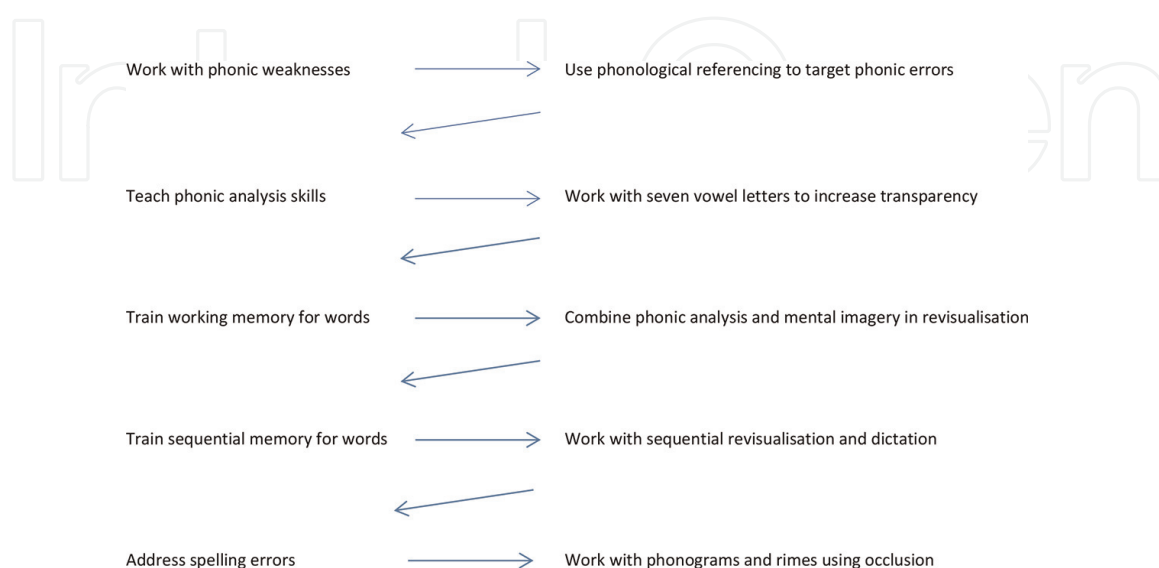 Work with phonic weaknesses
Use phonological referencing to target phonic errors
Teach phonic analysis skills
Work with seven vowel letters to increase transparency
Train working memory for words
Combine phonic analysis and mental imagery in revisualisation
Train sequential memory for words
Work with sequential revisualisation and dictation
Address spelling errors
Work with phonograms and rimes using occlusion